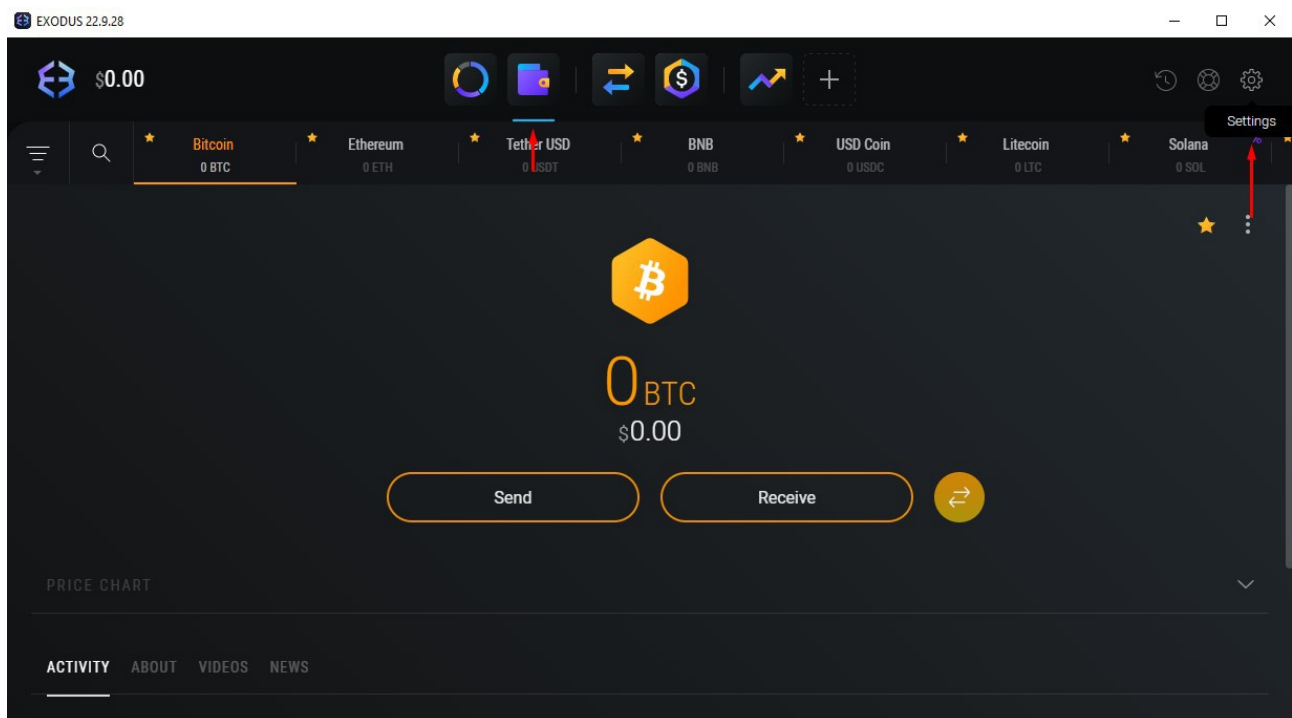 EXODUS 22.9.28
$0.00
Settings
Bitcoin
0 BTC
Ethereum
0 ETH
Tether USD
0 USDT
BNB
0 BNB
USD Coin
0 USDC
Litecoin
0 LTC
Solana
0 SOL
0 BTC
$0.00
Send
Receive
PRICE CHART
ACTIVITY ABOUT VIDEOS NEWS